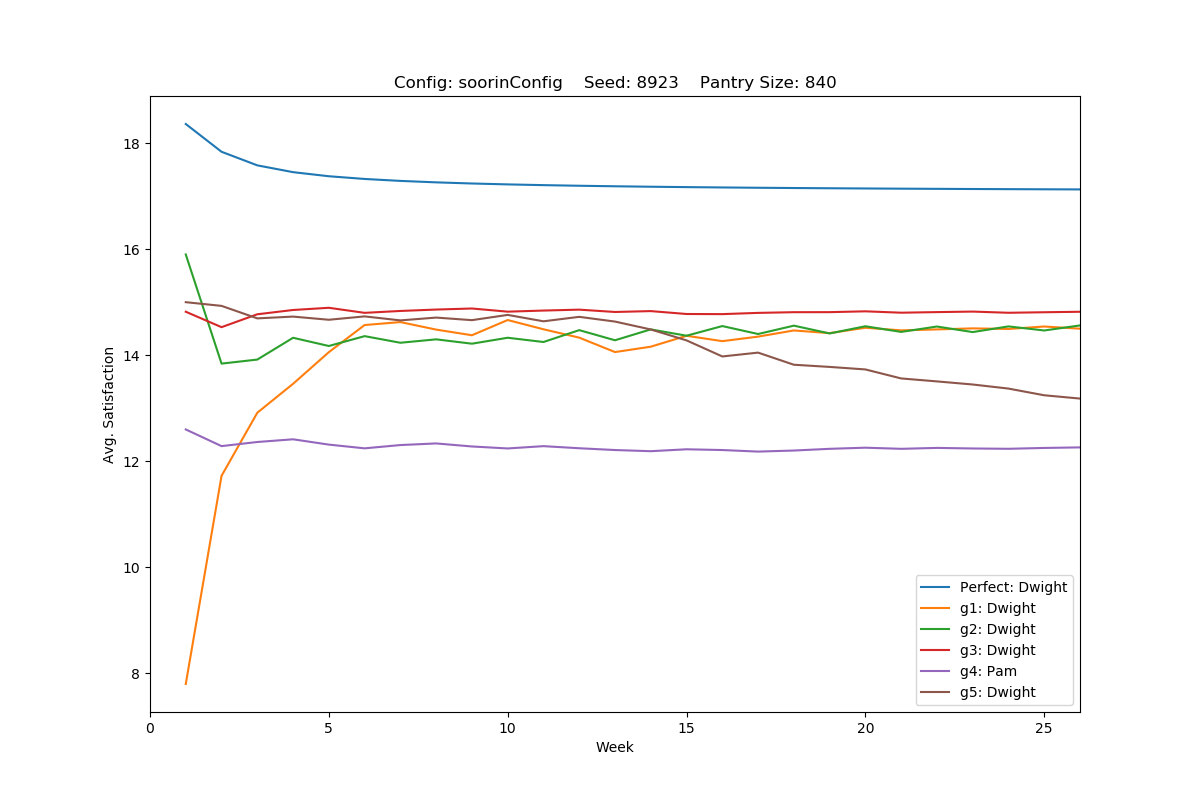 Config: soorinConfig    Seed: 8923    Pantry Size: 840
18
16
14
12
10
8
Avg. Satisfaction
0 5 10 15 20 25
Week
Perfect: Dwight
g1: Dwight
g2: Dwight
g3: Dwight
g4: Pam
g5: Dwight